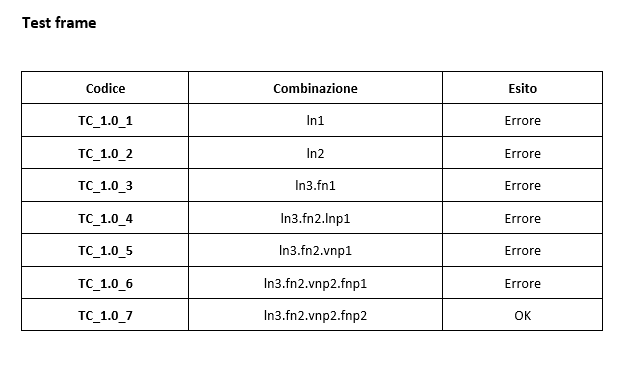 Test frame
Codice Combinazione Esito
TC_1.0_1 ln1 Errore
TC_1.0_2 ln2 Errore
TC_1.0_3 ln3.fn1 Errore
TC_1.0_4 ln3.fn2.lnp1 Errore
TC_1.0_5 ln3.fn2.vnp1 Errore
TC_1.0_6 ln3.fn2.vnp2.fnp1 Errore
TC_1.0_7 ln3.fn2.vnp2.fnp2 OK